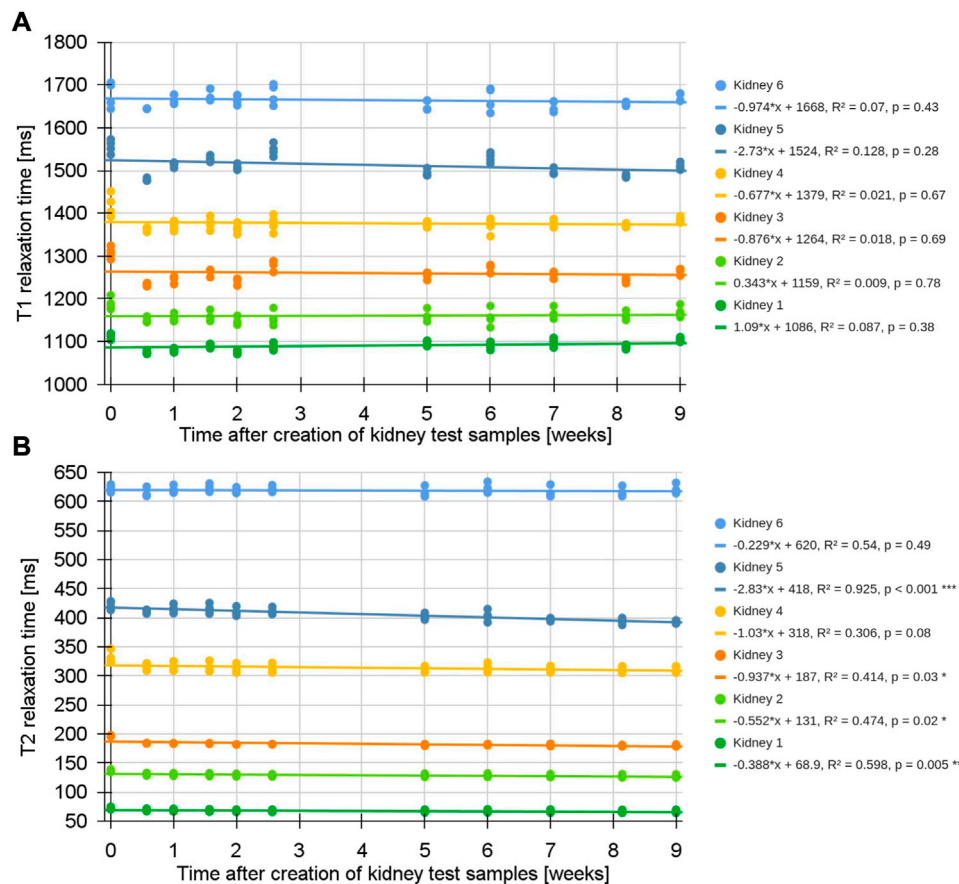 A
T1 relaxation time [ms]
1800
1700
1600
1500
1400
1300
1200
1100
1000
0 1 2 3 4 5 6 7 8 9
Time after creation of kidney test samples [weeks]
Kidney 6
-0.974*x + 1668, R² = 0.07, p = 0.43
Kidney 5
-2.73*x + 1524, R² = 0.128, p = 0.28
Kidney 4
-0.677*x + 1379, R² = 0.021, p = 0.67
Kidney 3
-0.876*x + 1264, R² = 0.018, p = 0.69
Kidney 2
0.343*x + 1159, R² = 0.009, p = 0.78
Kidney 1
1.09*x + 1086, R² = 0.087, p = 0.38
B
T2 relaxation time [ms]
650
600
550
500
450
400
350
300
250
200
150
100
50
0 1 2 3 4 5 6 7 8 9
Time after creation of kidney test samples [weeks]
Kidney 6
-0.229*x + 620, R² = 0.54, p = 0.49
Kidney 5
-2.83*x + 418, R² = 0.925, p < 0.001 ***
Kidney 4
-1.03*x + 318, R² = 0.306, p = 0.08
Kidney 3
-0.937*x + 187, R² = 0.414, p = 0.03 *
Kidney 2
-0.552*x + 131, R² = 0.474, p = 0.02 *
Kidney 1
-0.388*x + 68.9, R² = 0.598, p = 0.005 **